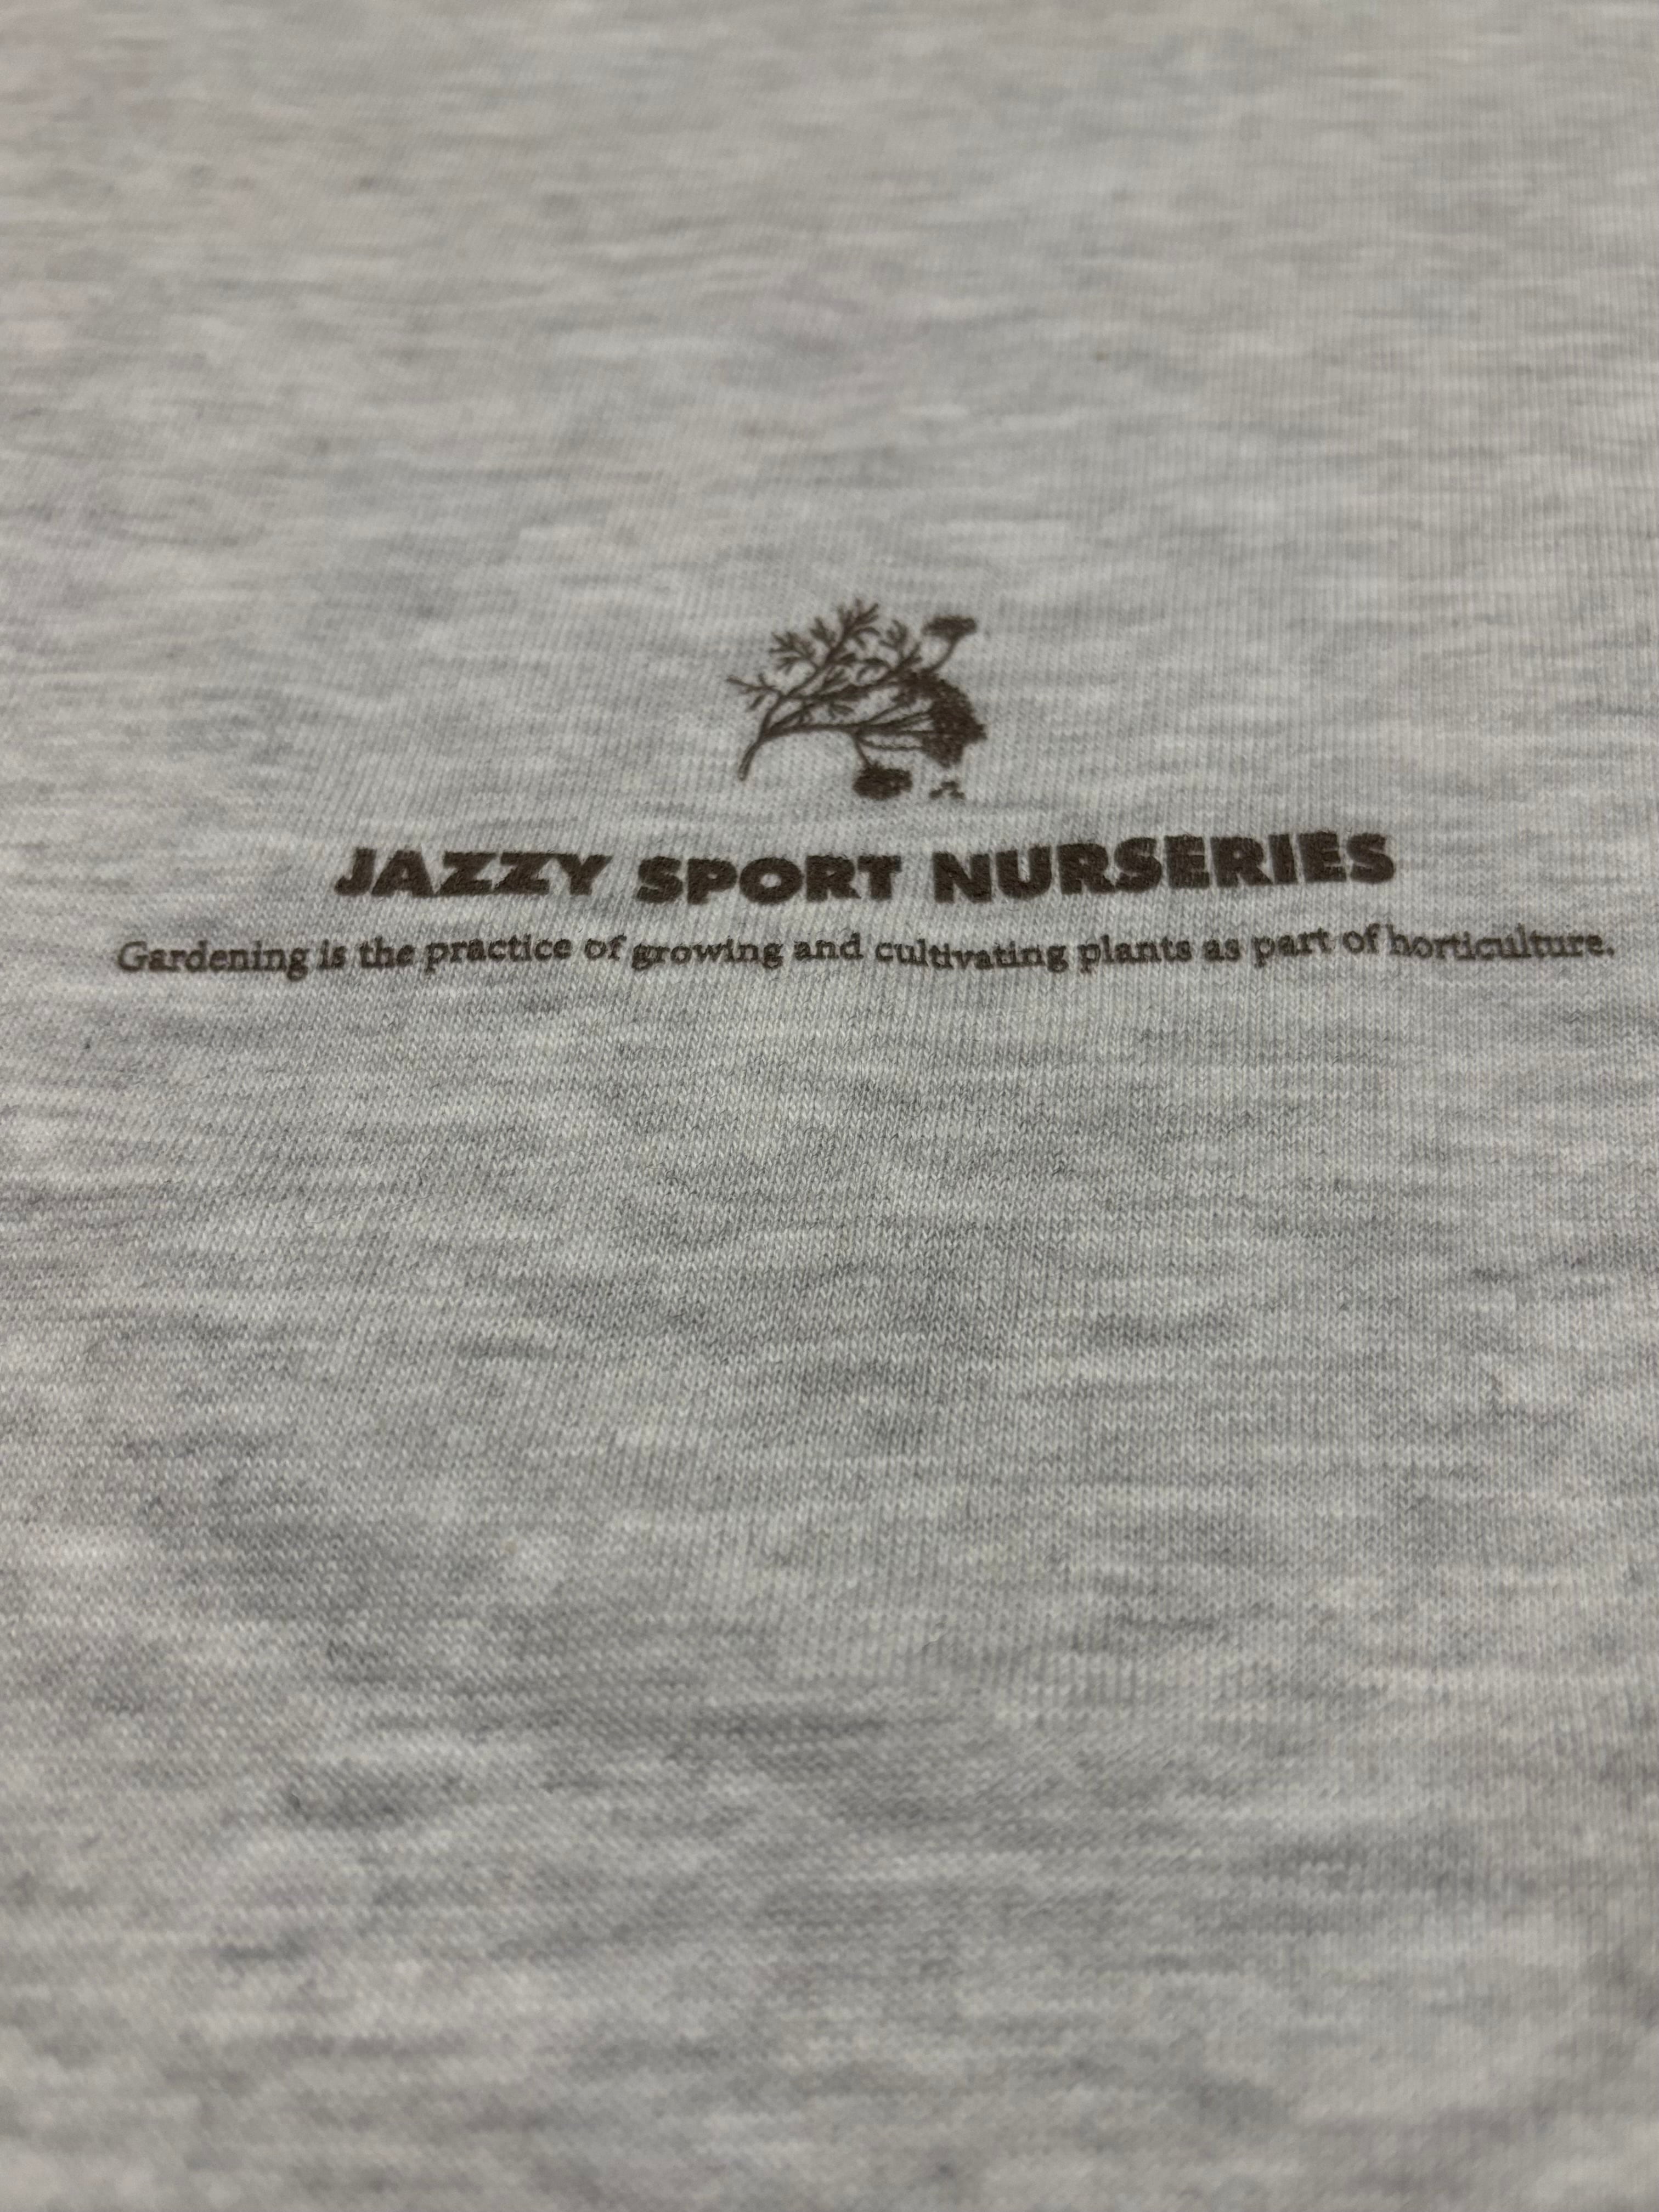 JAZZY SPORT NURSERIES
Gardening is the practice of growing and cultivating plants as part of horticulture.